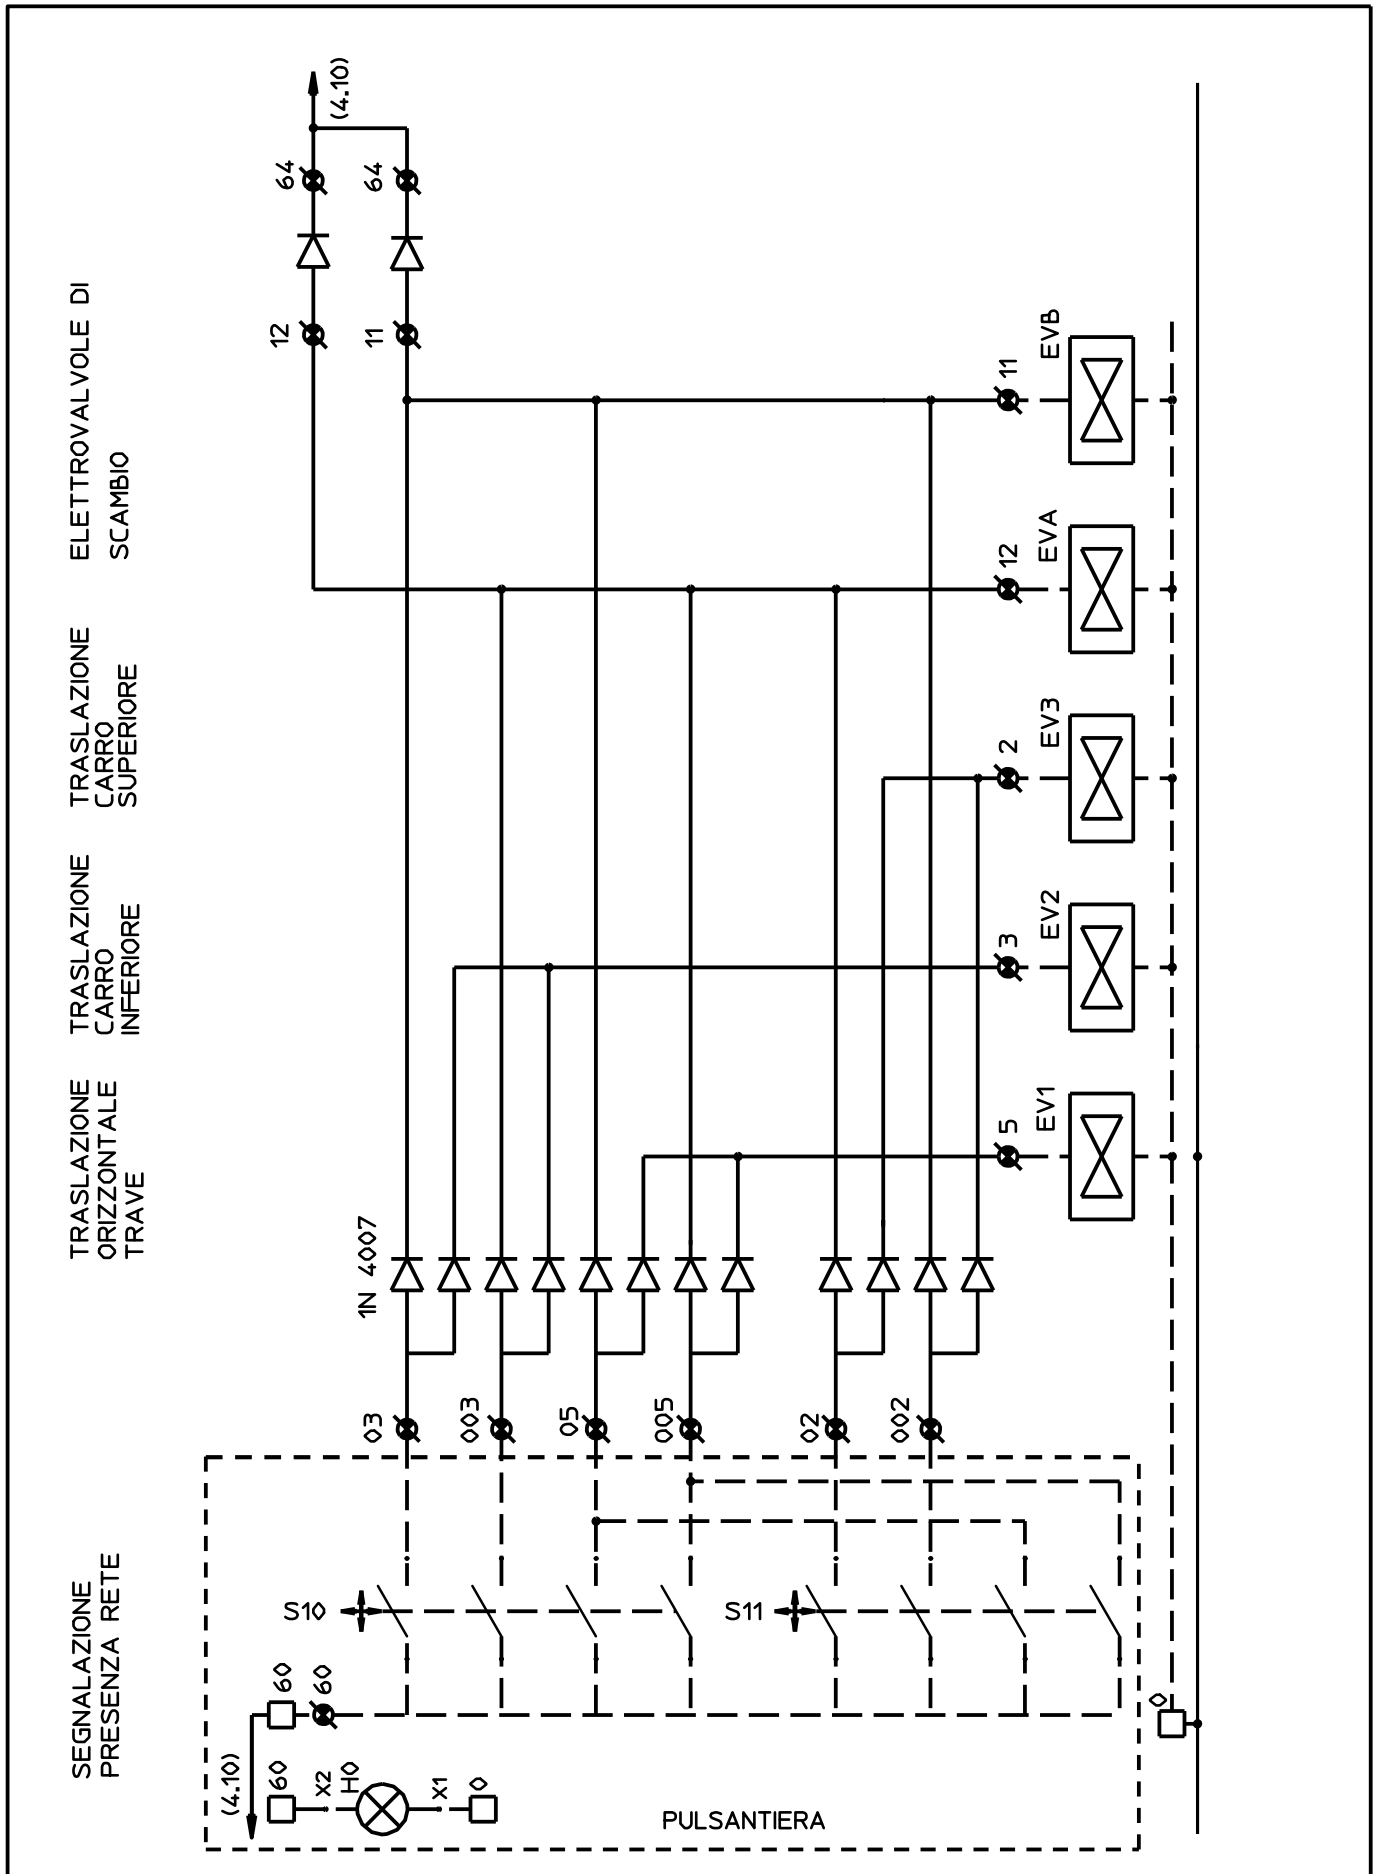 SEGNALAZIONE
PRESENZA RETE
TRASLAZIONE
ORIZZONTALE
TRAVE
TRASLAZIONE
CARRO
INFERIORE
TRASLAZIONE
CARRO
SUPERIORE
ELETTROVALVOLE DI
SCAMBIO
(4.10)
60
60
60
X2
H0
X1
0
S10
S11
PULSANTIERA
0
03
003
05
005
02
002
1N 4007
12
64
11
64
(4.10)
5
EV1
3
EV2
2
EV3
12
EVA
11
EVB